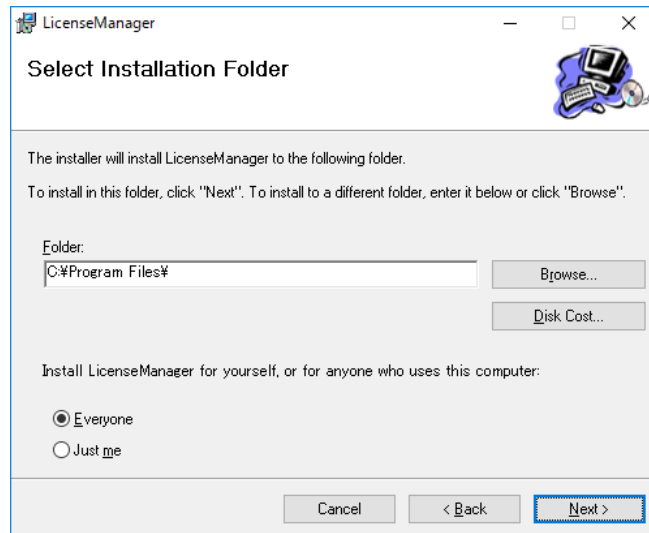 LicenseManager
Select Installation Folder
The installer will install LicenseManager to the following folder.
To install in this folder, click "Next". To install to a different folder, enter it below or click "Browse".
Folder:
C:¥Program Files¥
Browse...
Disk Cost...
Install LicenseManager for yourself, or for anyone who uses this computer:
Everyone
Just me
Cancel
< Back
Next >